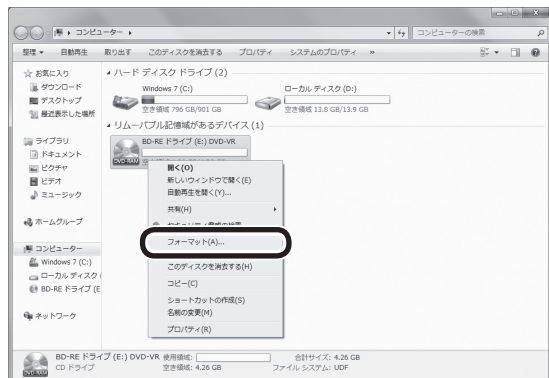 コンピューター
コンピューターの検索
整理
自動再生
取り出す
このディスクを消去する
プロパティ
システムのプロパティ
»
お気に入り
ダウンロード
デスクトップ
最近表示した場所
ライブラリ
ドキュメント
ピクチャ
ビデオ
ミュージック
ホームグループ
コンピューター
Windows 7 (C:)
ローカル ディスク (
BD-RE ドライブ (E
ネットワーク
ハード ディスク ドライブ (2)
Windows 7 (C:)
空き領域 796 GB/901 GB
ローカル ディスク (D:)
空き領域 13.8 GB/13.9 GB
リムーバブル記憶域があるデバイス (1)
BD-RE ドライブ (E:) DVD-VR
DVD-RAM
開く(O)
新しいウィンドウで開く(E)
自動再生を開く(Y)...
共有(H)
フォーマット(A)...
このディスクを消去する(H)
コピー(C)
ショートカットの作成(S)
名前の変更(M)
プロパティ(R)
BD-RE ドライブ (E:) DVD-VR 使用領域: 合計サイズ: 4.26 GB
CD ドライブ 空き領域: 4.26 GB ファイル システム: UDF
DVD-RAM